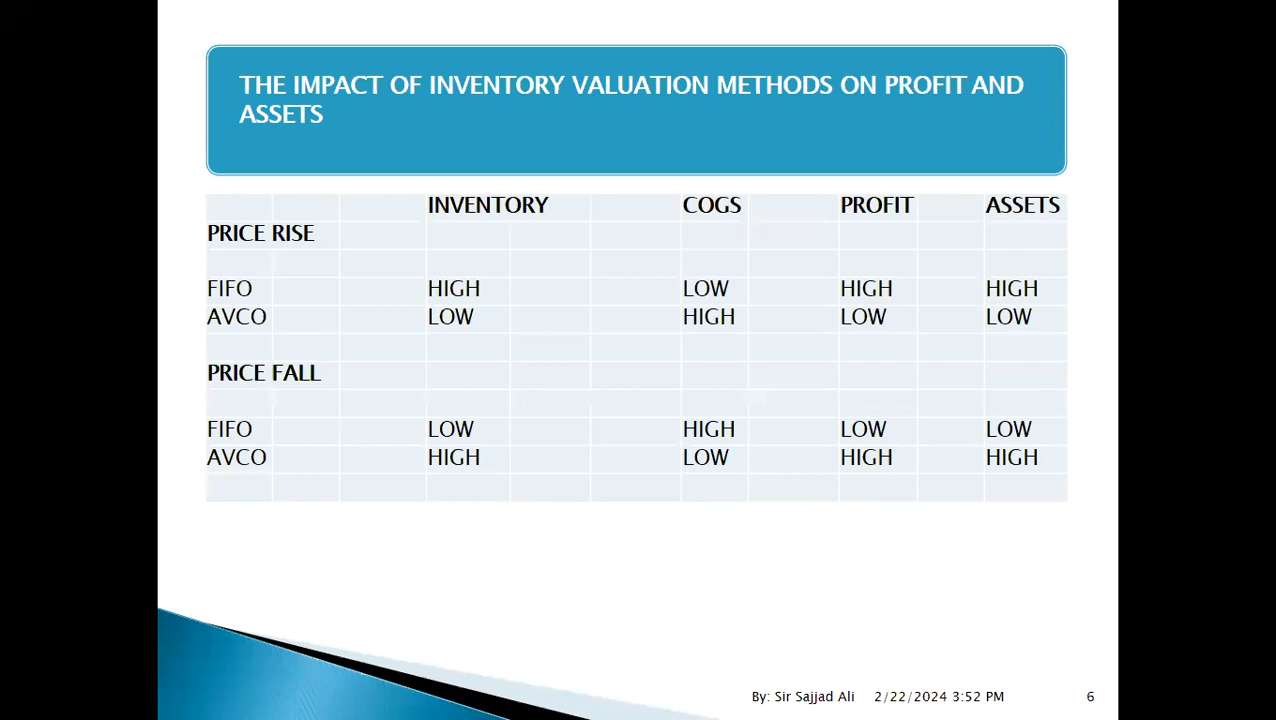 THE IMPACT OF INVENTORY VALUATION METHODS ON PROFIT AND
ASSETS
INVENTORY COGS PROFIT ASSETS
PRICE RISE
FIFO HIGH LOW HIGH HIGH
AVCO LOW HIGH LOW LOW
PRICE FALL
FIFO LOW HIGH LOW LOW
AVCO HIGH LOW HIGH HIGH
By: Sir Sajjad Ali 2/22/2024 3:52 PM 6